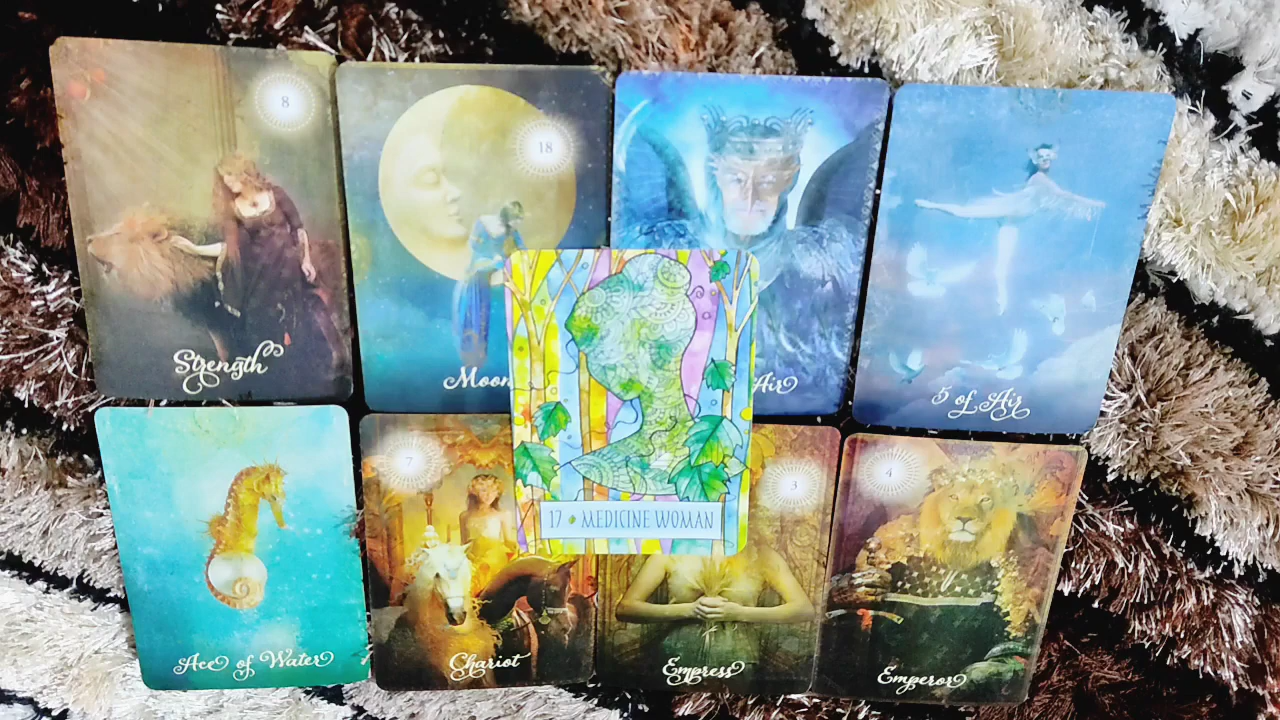 8
Strength
18
Moon
Air
5 of Air
Ace of Water
7
Chariot
3
Empress
4
Emperor
17 ♦ MEDICINE WOMAN